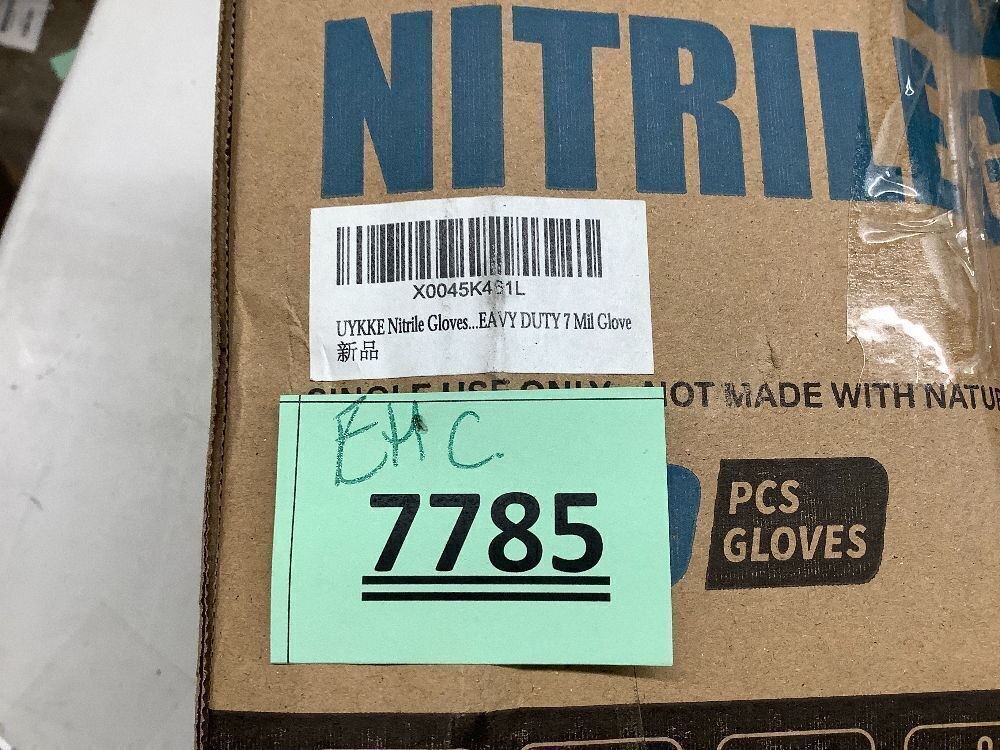 NITRIL
X0045K4S1L
UYKKE Nitrile Gloves...EAVY DUTY 7 Mil Glove
新品
SINGLE USE ONLY NOT MADE WITH NATU
EHC.
7785
PCS
GLOVES